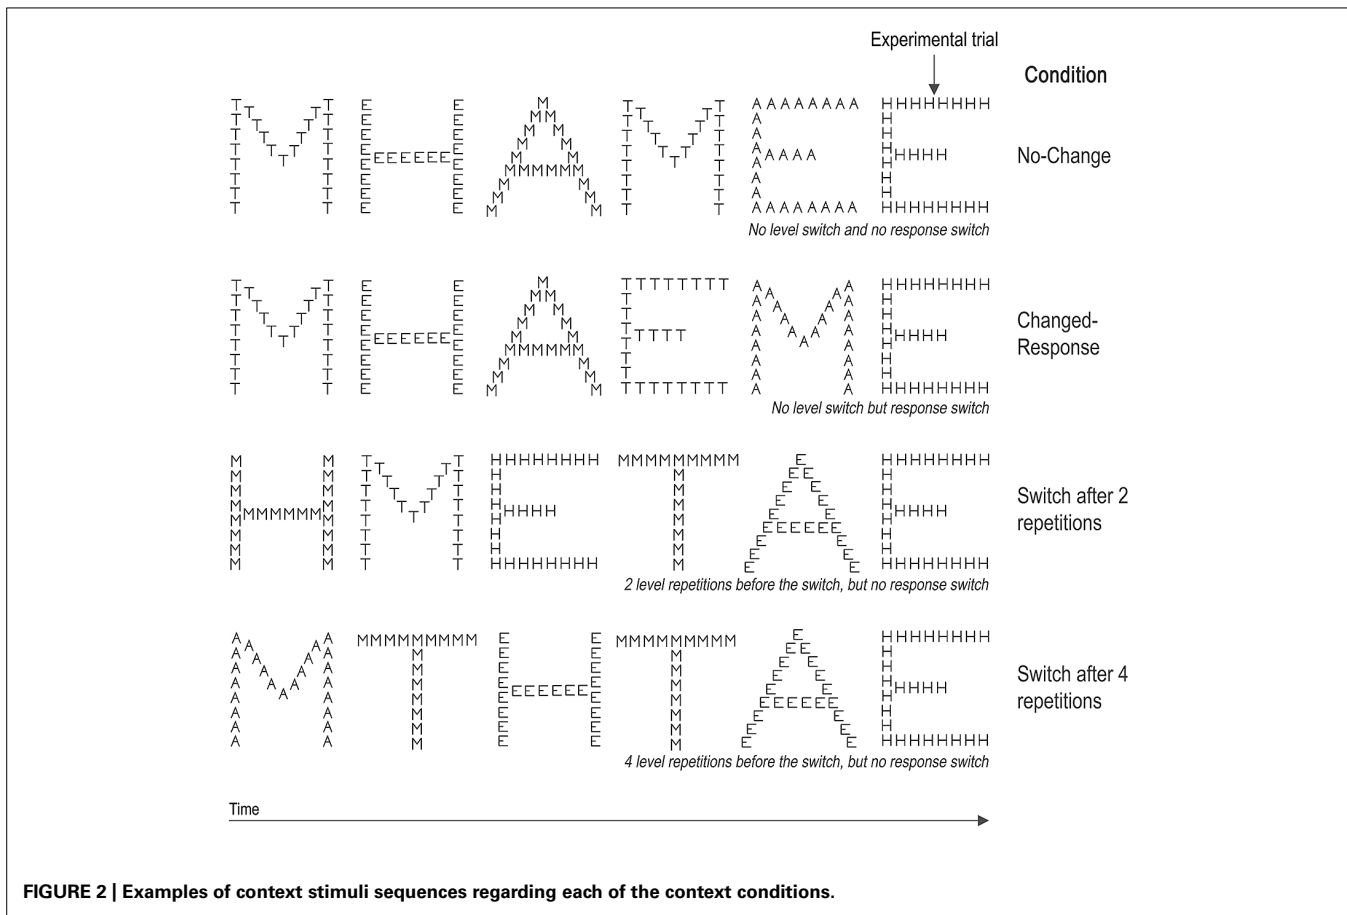 Experimental trial
Condition
No-Change
No level switch and no response switch
Changed-
Response
No level switch but response switch
Switch after 2
repetitions
2 level repetitions before the switch, but no response switch
Switch after 4
repetitions
4 level repetitions before the switch, but no response switch
Time
FIGURE 2 | Examples of context stimuli sequences regarding each of the context conditions.